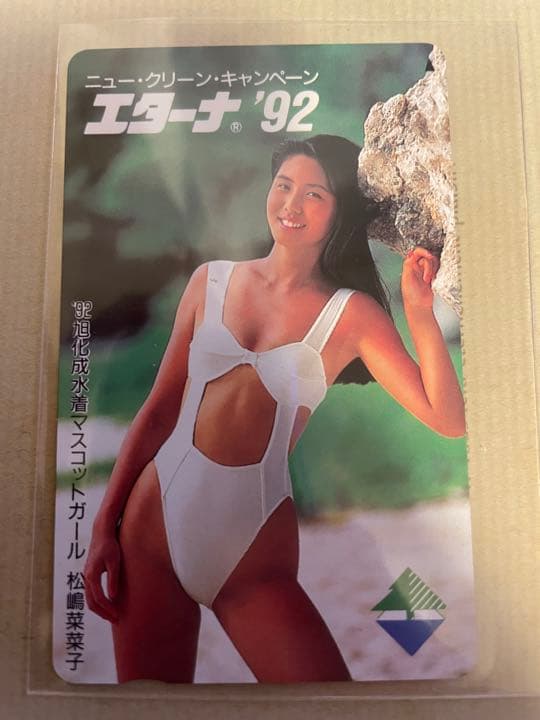 ニュー・クリーン・キャンペーン
エターナ® '92
'92旭化成水着マスコットガール 松嶋菜菜子